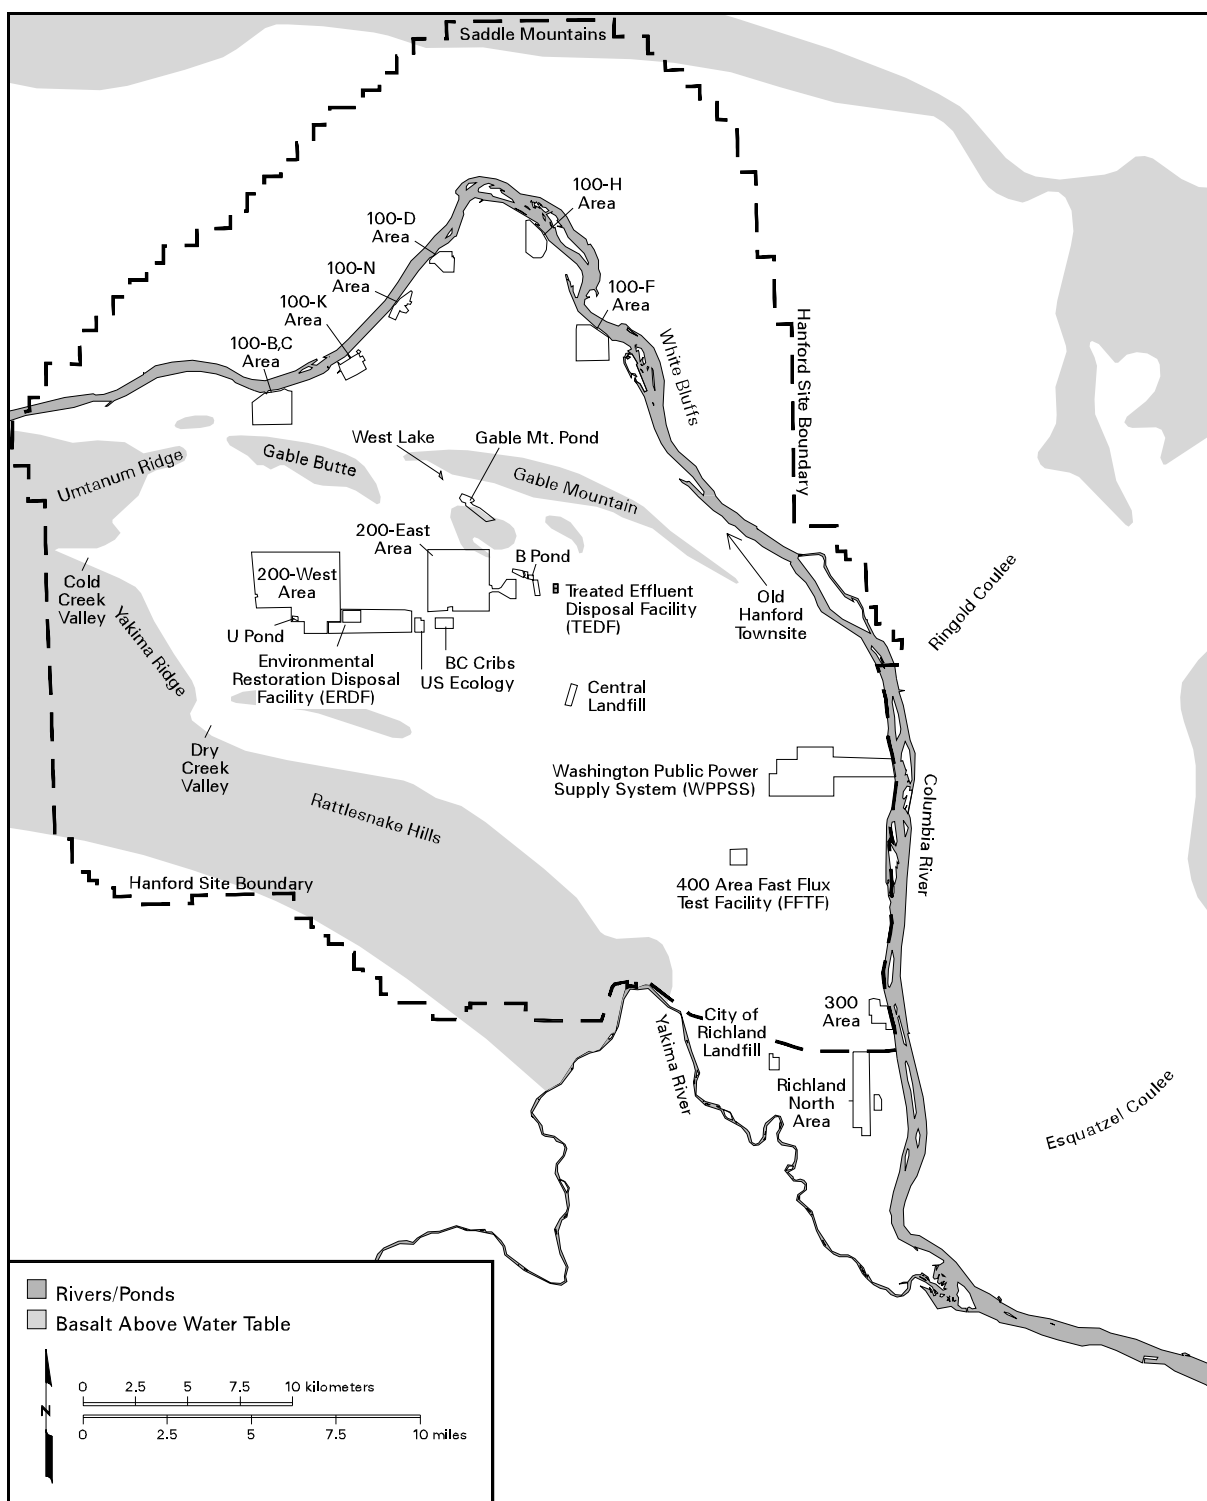 Saddle Mountains
100-H
Area
100-D
Area
100-N
Area
100-F
Area
100-K
Area
100-B,C
Area
White Bluffs
Hanford Site Boundary
West Lake
Gable Mt. Pond
Umtanum Ridge
Gable Butte
Gable Mountain
200-East
Area
B Pond
200-West
Area
Cold
Creek
Valley
Yakima Ridge
Treated Effluent
Disposal Facility
(TEDF)
Old
Hanford
Townsite
Ringold Coulee
U Pond
Environmental
Restoration Disposal
Facility (ERDF)
BC Cribs
US Ecology
Central
Landfill
Dry
Creek
Valley
Washington Public Power
Supply System (WPPSS)
Columbia River
Rattlesnake Hills
400 Area Fast Flux
Test Facility (FFTF)
Hanford Site Boundary
300
Area
City of
Richland
Landfill
Yakima River
Richland
North
Area
Esquatzel Coulee
Rivers/Ponds
Basalt Above Water Table
N
0 2.5 5 7.5 10 kilometers
0 2.5 5 7.5 10 miles